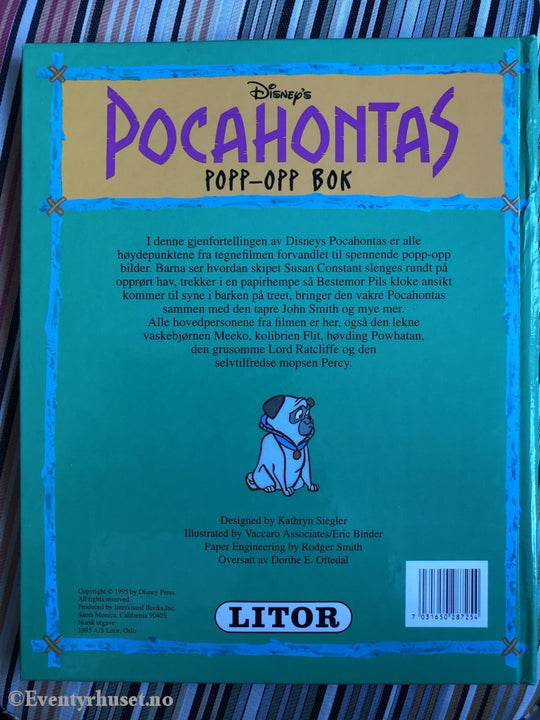 Disney's
POCAHONTAS
POPP-OPP BOK
I denne gjenfortellingen av Disneys Pocahontas er alle
høydepunktene fra tegnefilmen forvandlet til spennende popp-opp
bilder. Barna ser hvordan skipet Susan Constant slenges rundt på
opprørt hav, trekker i en papirhempe så Bestemor Pils kloke ansikt
kommer til syne i barken på treet, bringer den vakre Pocahontas
sammen med den tapre John Smith og mye mer.
Alle hovedpersonene fra filmen er her, også den lekne
vaskebjørnen Meeko, kolibrien Flit, høvding Powhatan,
den grusomme Lord Ratcliffe og den
selvtilfredse mopsen Percy.
Designed by Kathryn Siegler
Illustrated by Vaccaro Associates/Eric Binder
Paper Engineering by Rodger Smith
Oversatt av Dorthe E. Oftedal
Copyright © 1995 by Disney Press.
All rights reserved.
Produced by Intervisual Books,Inc.
Santa Monica, California 90405.
Norsk utgave:
1995 A/S Litor, Oslo
LITOR
7 031650 287254
©Eventyrhuset.no